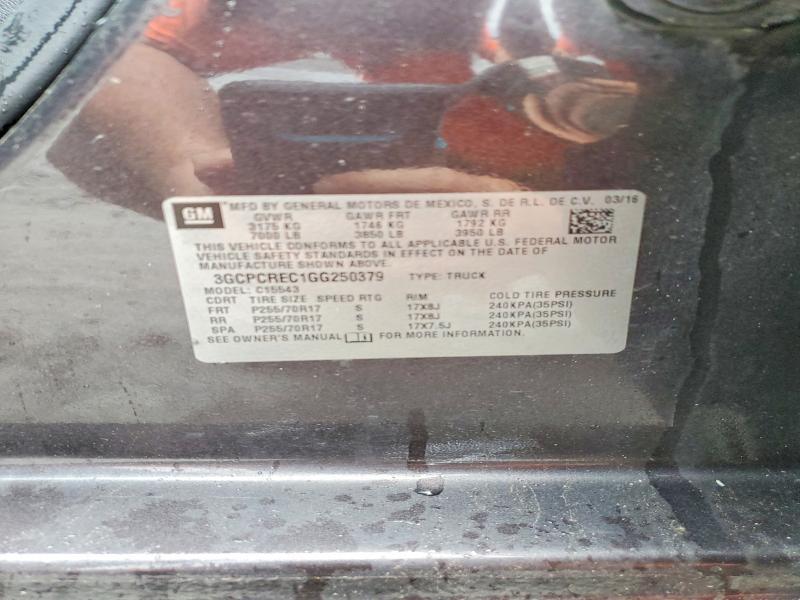 GM MFD BY GENERAL MOTORS DE MEXICO, S. DE R.L. DE C.V. 03/16
GVWR GAWR FRT GAWR RR
3175 KG 1746 KG 1792 KG
7000 LB 3850 LB 3950 LB
THIS VEHICLE CONFORMS TO ALL APPLICABLE U.S. FEDERAL MOTOR
VEHICLE SAFETY STANDARDS IN EFFECT ON THE DATE OF
MANUFACTURE SHOWN ABOVE.
3GCPCREC1GG250379 TYPE: TRUCK
MODEL: C15543
CDRT TIRE SIZE SPEED RTG RIM COLD TIRE PRESSURE
FRT P255/70R17 S 17X8J 240KPA(35PSI)
RR P255/70R17 S 17X8J 240KPA(35PSI)
SPA P255/70R17 S 17X7.5J 240KPA(35PSI)
SEE OWNER'S MANUAL FOR MORE INFORMATION.